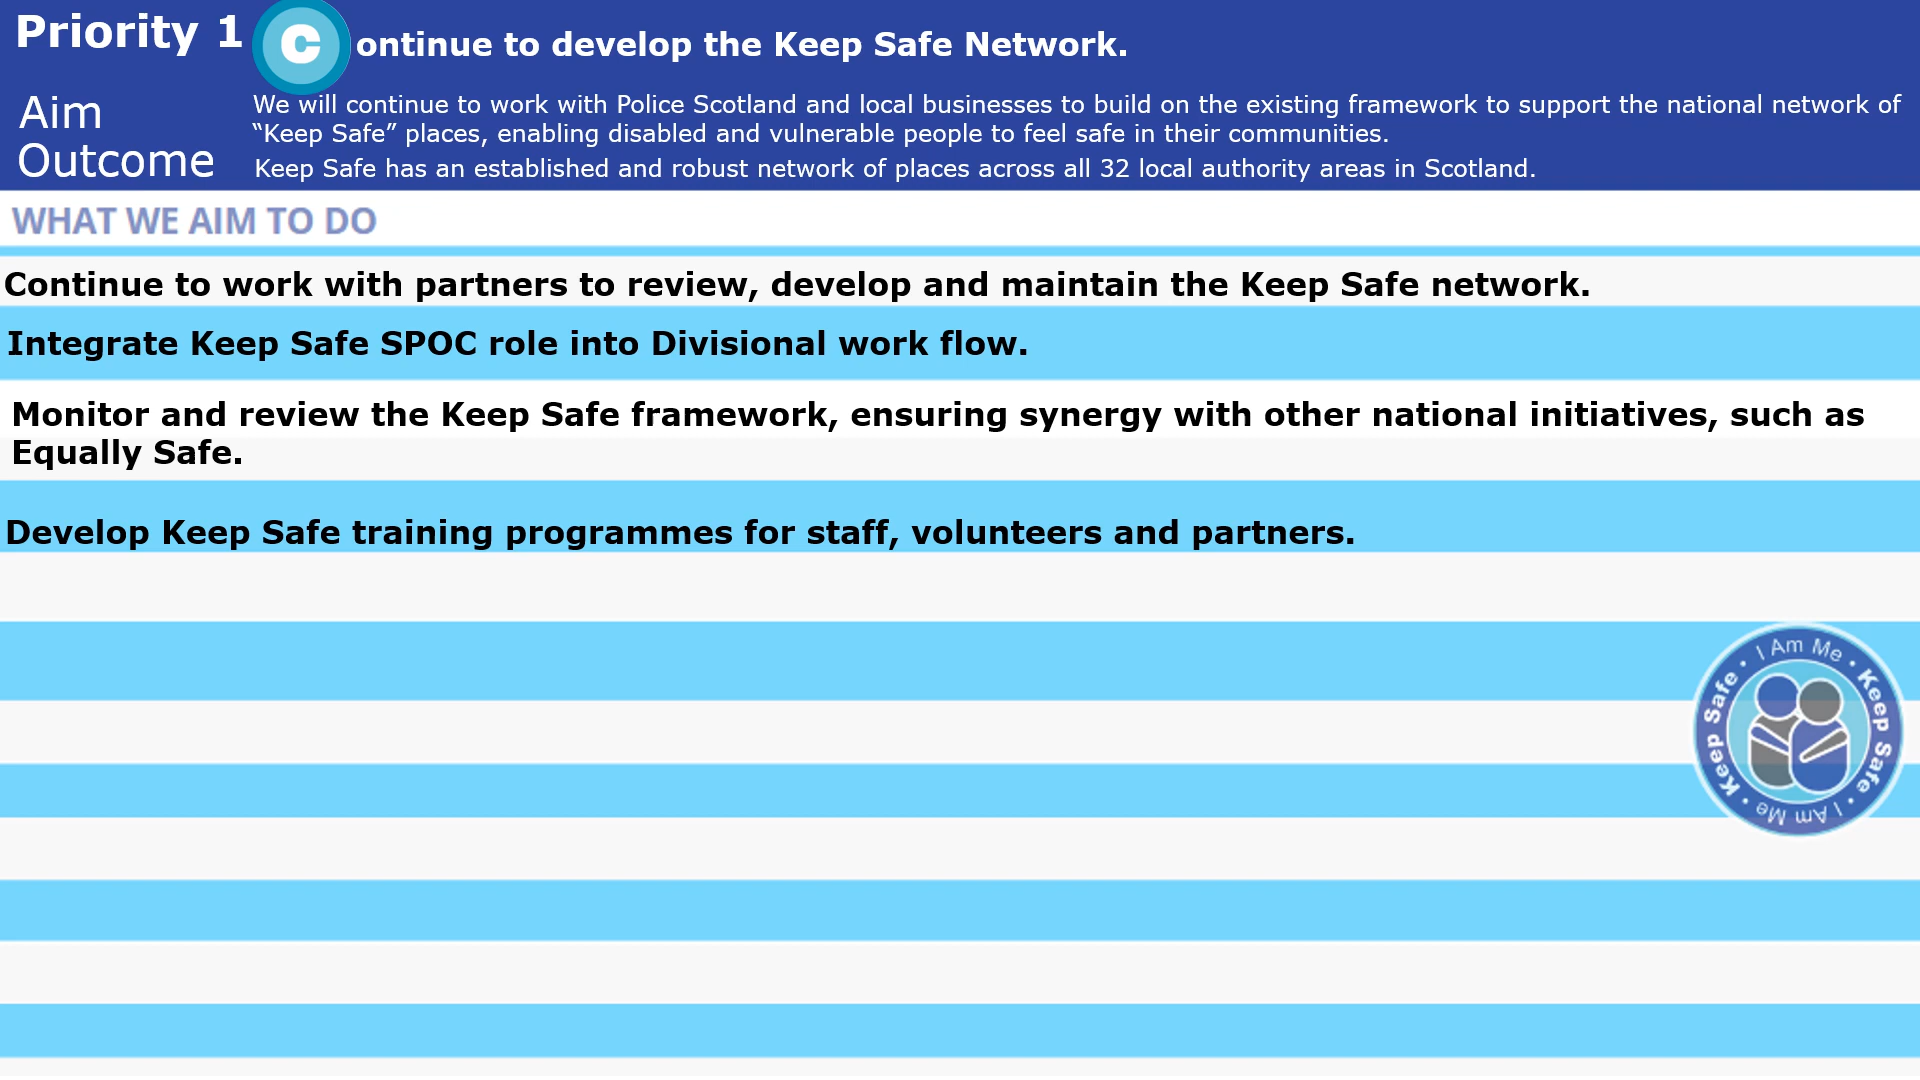 Priority 1 Continue to develop the Keep Safe Network.
Aim We will continue to work with Police Scotland and local businesses to build on the existing framework to support the national network of
“Keep Safe” places, enabling disabled and vulnerable people to feel safe in their communities.
Outcome Keep Safe has an established and robust network of places across all 32 local authority areas in Scotland.
WHAT WE AIM TO DO
Continue to work with partners to review, develop and maintain the Keep Safe network.
Integrate Keep Safe SPOC role into Divisional work flow.
Monitor and review the Keep Safe framework, ensuring synergy with other national initiatives, such as
Equally Safe.
Develop Keep Safe training programmes for staff, volunteers and partners.
I Am Me • Keep Safe • I Am Me • Keep Safe •